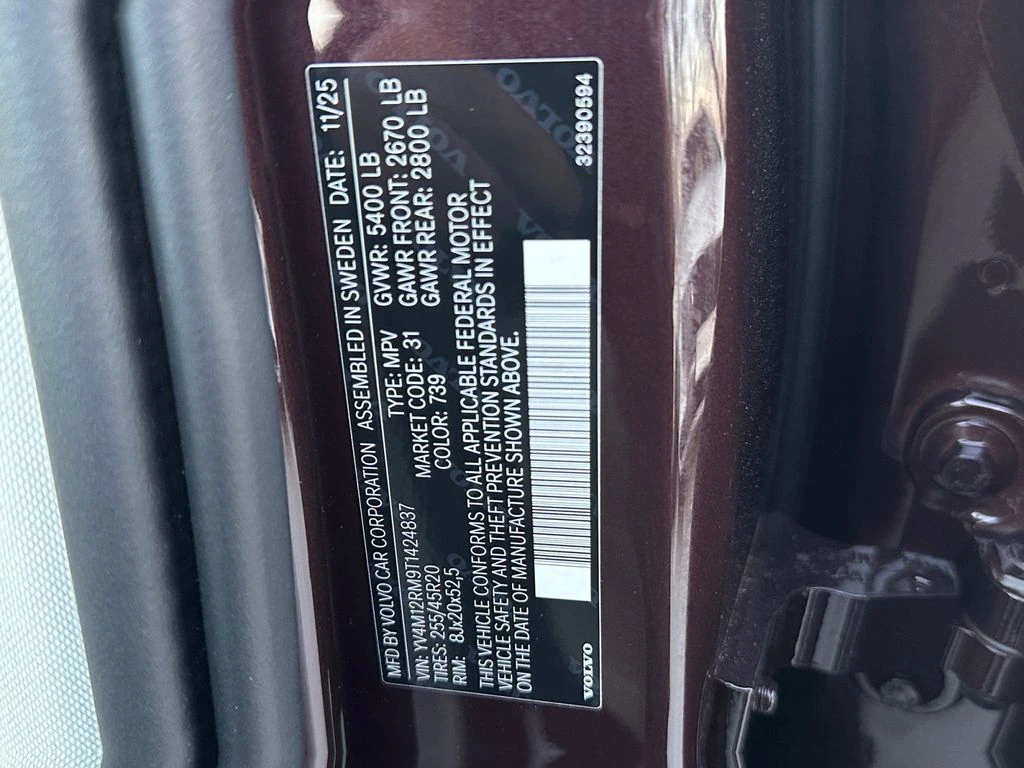 MFD BY VOLVO CAR CORPORATION ASSEMBLED IN SWEDEN DATE: 11/25
VIN: YV4M12RM9T1424837 TYPE: MPV GVWR: 5400 LB
TIRES: 255/45R20 MARKET CODE: 31 GAWR FRONT: 2670 LB
RIM: 8Jx20x52,5 COLOR: 739 GAWR REAR: 2800 LB
THIS VEHICLE CONFORMS TO ALL APPLICABLE FEDERAL MOTOR
VEHICLE SAFETY AND THEFT PREVENTION STANDARDS IN EFFECT
ON THE DATE OF MANUFACTURE SHOWN ABOVE.
VOLVO 32390594